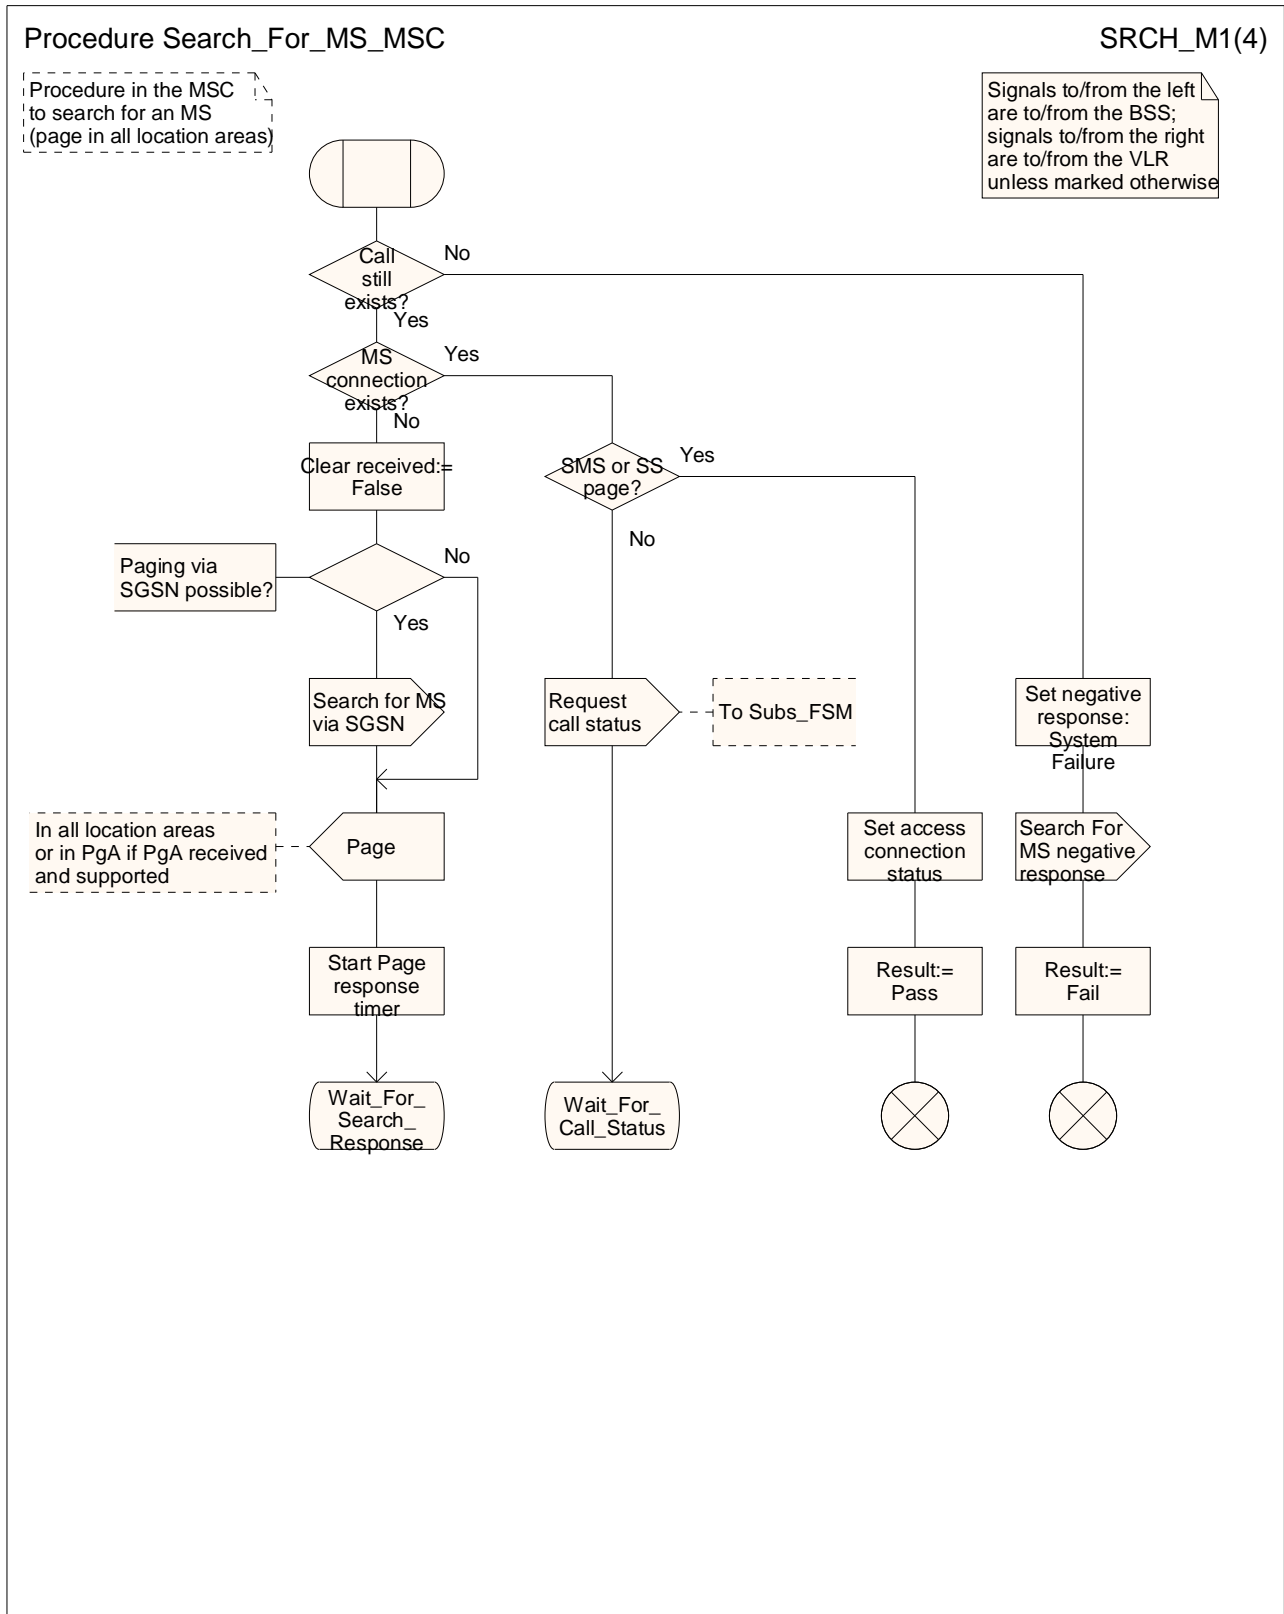 Procedure Search_For_MS_MSC
SRCH_M1(4)
Procedure in the MSC
to search for an MS
(page in all location areas)
Signals to/from the left
are to/from the BSS;
signals to/from the right
are to/from the VLR
unless marked otherwise
Call
still
exists?
No
Yes
MS
connection
exists?
Yes
No
Clear received:=
False
SMS or SS
page?
Yes
No
Paging via
SGSN possible?
No
Yes
Search for MS
via SGSN
Request
call status
To Subs_FSM
Set negative
response:
System
Failure
In all location areas
or in PgA if PgA received
and supported
Page
Set access
connection
status
Search For
MS negative
response
Start Page
response
timer
Result:=
Pass
Result:=
Fail
Wait_For_
Search_
Response
Wait_For_
Call_Status